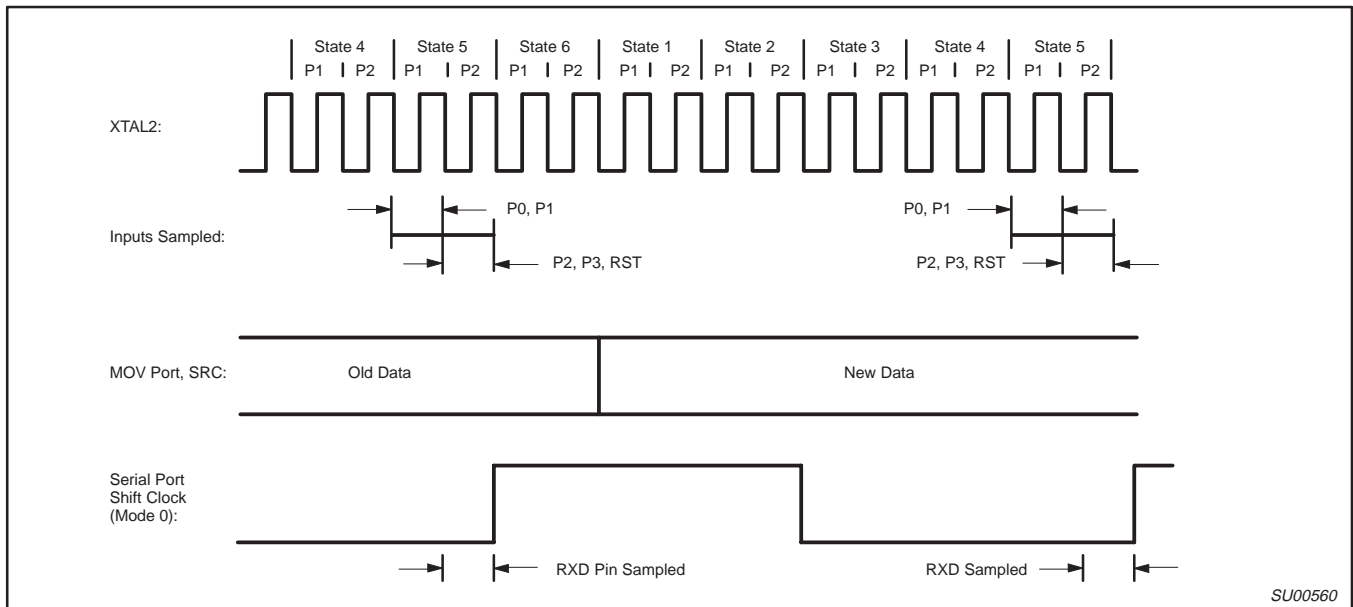 State 4 State 5 State 6 State 1 State 2 State 3 State 4 State 5
P1 P2 P1 P2 P1 P2 P1 P2 P1 P2 P1 P2 P1 P2 P1 P2
XTAL2:
P0, P1 P0, P1
Inputs Sampled:
P2, P3, RST P2, P3, RST
MOV Port, SRC: Old Data New Data
Serial Port
Shift Clock
(Mode 0):
RXD Pin Sampled RXD Sampled
SU00560